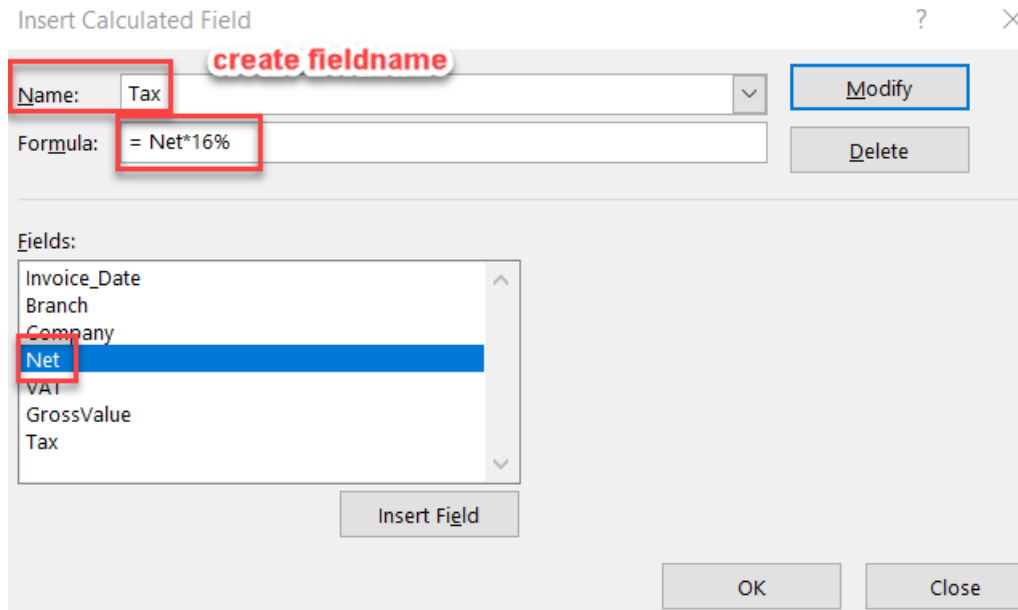 Insert Calculated Field ?
create fieldname
Name: Tax Modify
Formula: = Net*16% Delete
Fields:
Invoice_Date
Branch
Company
Net
VAT
GrossValue
Tax
Insert Field
OK Close